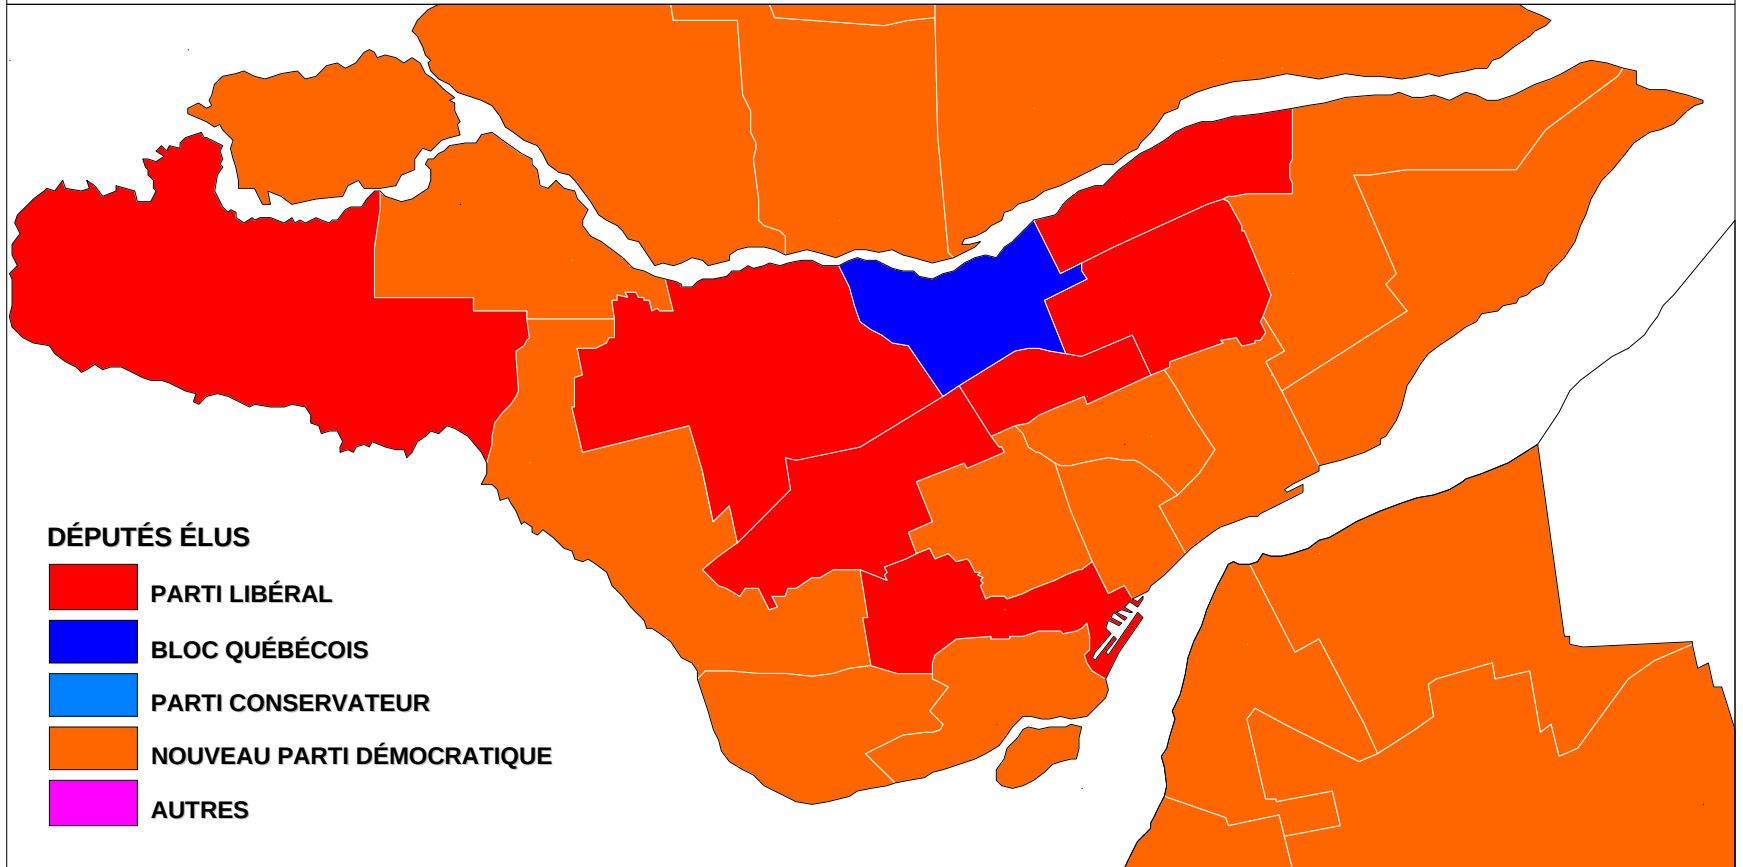 DÉPUTÉS ÉLUS
PARTI LIBÉRAL
BLOC QUÉBÉCOIS
PARTI CONSERVATEUR
NOUVEAU PARTI DÉMOCRATIQUE
AUTRES